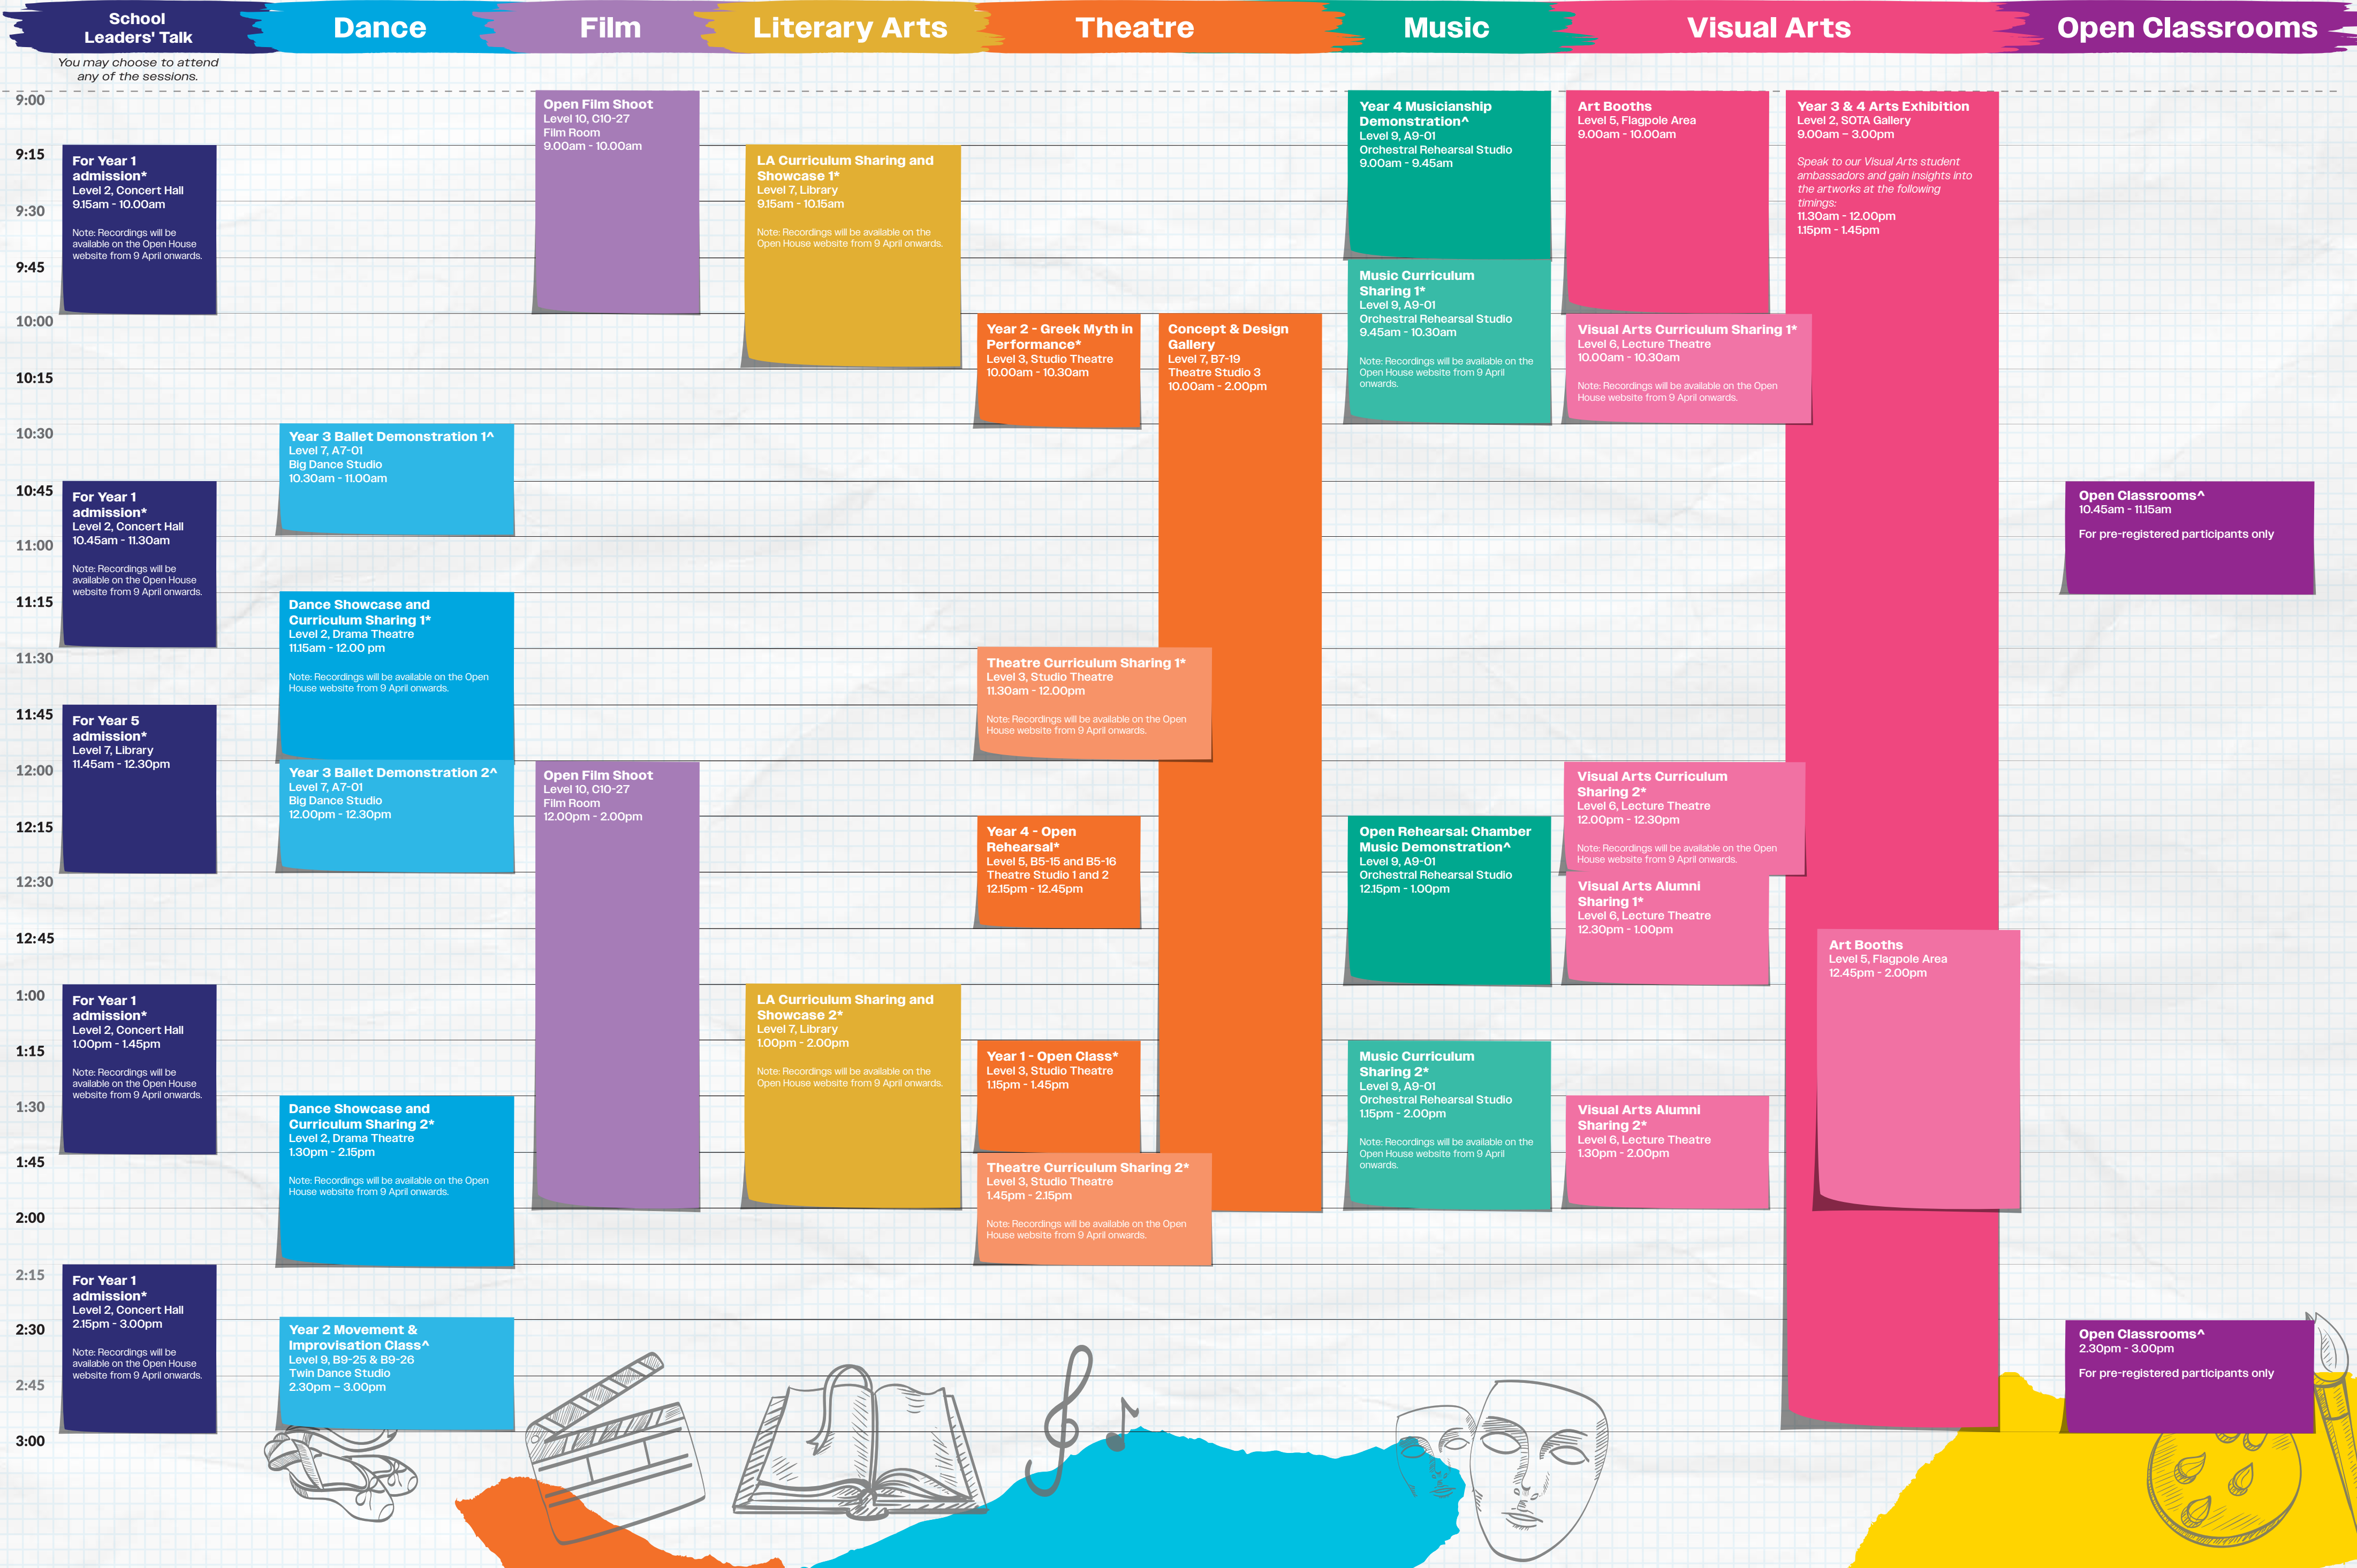 School
Leaders' Talk
Dance
Film
Literary Arts
Theatre
Music
Visual Arts
Open Classrooms
You may choose to attend
any of the sessions.
9:00
9:15
9:30
9:45
10:00
10:15
10:30
10:45
11:00
11:15
11:30
11:45
12:00
12:15
12:30
12:45
1:00
1:15
1:30
1:45
2:00
2:15
2:30
2:45
3:00
For Year 1
admission*
Level 2, Concert Hall
9.15am - 10.00am
Note: Recordings will be
available on the Open House
website from 9 April onwards.
For Year 1
admission*
Level 2, Concert Hall
10.45am - 11.30am
Note: Recordings will be
available on the Open House
website from 9 April onwards.
For Year 5
admission*
Level 7, Library
11.45am - 12.30pm
For Year 1
admission*
Level 2, Concert Hall
1.00pm - 1.45pm
Note: Recordings will be
available on the Open House
website from 9 April onwards.
For Year 1
admission*
Level 2, Concert Hall
2.15pm - 3.00pm
Note: Recordings will be
available on the Open House
website from 9 April onwards.
Year 3 Ballet Demonstration 1^
Level 7, A7-01
Big Dance Studio
10.30am - 11.00am
Dance Showcase and
Curriculum Sharing 1*
Level 2, Drama Theatre
11.15am - 12.00 pm
Note: Recordings will be available on the Open
House website from 9 April onwards.
Year 3 Ballet Demonstration 2^
Level 7, A7-01
Big Dance Studio
12.00pm - 12.30pm
Dance Showcase and
Curriculum Sharing 2*
Level 2, Drama Theatre
1.30pm - 2.15pm
Note: Recordings will be available on the Open
House website from 9 April onwards.
Year 2 Movement &
Improvisation Class^
Level 9, B9-25 & B9-26
Twin Dance Studio
2.30pm – 3.00pm
Open Film Shoot
Level 10, C10-27
Film Room
9.00am - 10.00am
Open Film Shoot
Level 10, C10-27
Film Room
12.00pm - 2.00pm
LA Curriculum Sharing and
Showcase 1*
Level 7, Library
9.15am - 10.15am
Note: Recordings will be available on the
Open House website from 9 April onwards.
LA Curriculum Sharing and
Showcase 2*
Level 7, Library
1.00pm - 2.00pm
Note: Recordings will be available on the
Open House website from 9 April onwards.
Year 2 - Greek Myth in
Performance*
Level 3, Studio Theatre
10.00am - 10.30am
Concept & Design
Gallery
Level 7, B7-19
Theatre Studio 3
10.00am - 2.00pm
Theatre Curriculum Sharing 1*
Level 3, Studio Theatre
11.30am - 12.00pm
Note: Recordings will be available on the Open
House website from 9 April onwards.
Year 4 - Open
Rehearsal*
Level 5, B5-15 and B5-16
Theatre Studio 1 and 2
12.15pm - 12.45pm
Year 1 - Open Class*
Level 3, Studio Theatre
1.15pm - 1.45pm
Theatre Curriculum Sharing 2*
Level 3, Studio Theatre
1.45pm - 2.15pm
Note: Recordings will be available on the Open
House website from 9 April onwards.
Year 4 Musicianship
Demonstration^
Level 9, A9-01
Orchestral Rehearsal Studio
9.00am - 9.45am
Music Curriculum
Sharing 1*
Level 9, A9-01
Orchestral Rehearsal Studio
9.45am - 10.30am
Note: Recordings will be available on the
Open House website from 9 April
onwards.
Open Rehearsal: Chamber
Music Demonstration^
Level 9, A9-01
Orchestral Rehearsal Studio
12.15pm - 1.00pm
Music Curriculum
Sharing 2*
Level 9, A9-01
Orchestral Rehearsal Studio
1.15pm - 2.00pm
Note: Recordings will be available on the
Open House website from 9 April
onwards.
Art Booths
Level 5, Flagpole Area
9.00am - 10.00am
Visual Arts Curriculum Sharing 1*
Level 6, Lecture Theatre
10.00am - 10.30am
Note: Recordings will be available on the Open
House website from 9 April onwards.
Visual Arts Curriculum
Sharing 2*
Level 6, Lecture Theatre
12.00pm - 12.30pm
Note: Recordings will be available on the Open
House website from 9 April onwards.
Visual Arts Alumni
Sharing 1*
Level 6, Lecture Theatre
12.30pm - 1.00pm
Visual Arts Alumni
Sharing 2*
Level 6, Lecture Theatre
1.30pm - 2.00pm
Year 3 & 4 Arts Exhibition
Level 2, SOTA Gallery
9.00am – 3.00pm
Speak to our Visual Arts student
ambassadors and gain insights into
the artworks at the following
timings:
11.30am - 12.00pm
1.15pm - 1.45pm
Art Booths
Level 5, Flagpole Area
12.45pm - 2.00pm
Open Classrooms^
10.45am - 11.15am
For pre-registered participants only
Open Classrooms^
2.30pm - 3.00pm
For pre-registered participants only